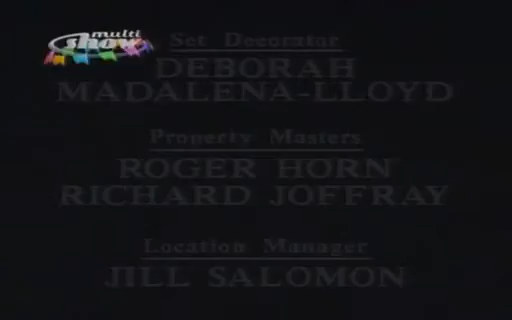 multi
show
Set Decorator
DEBORAH
MADALENA-LLOYD
Property Masters
ROGER HORN
RICHARD JOFFRAY
Location Manager
JILL SALOMON